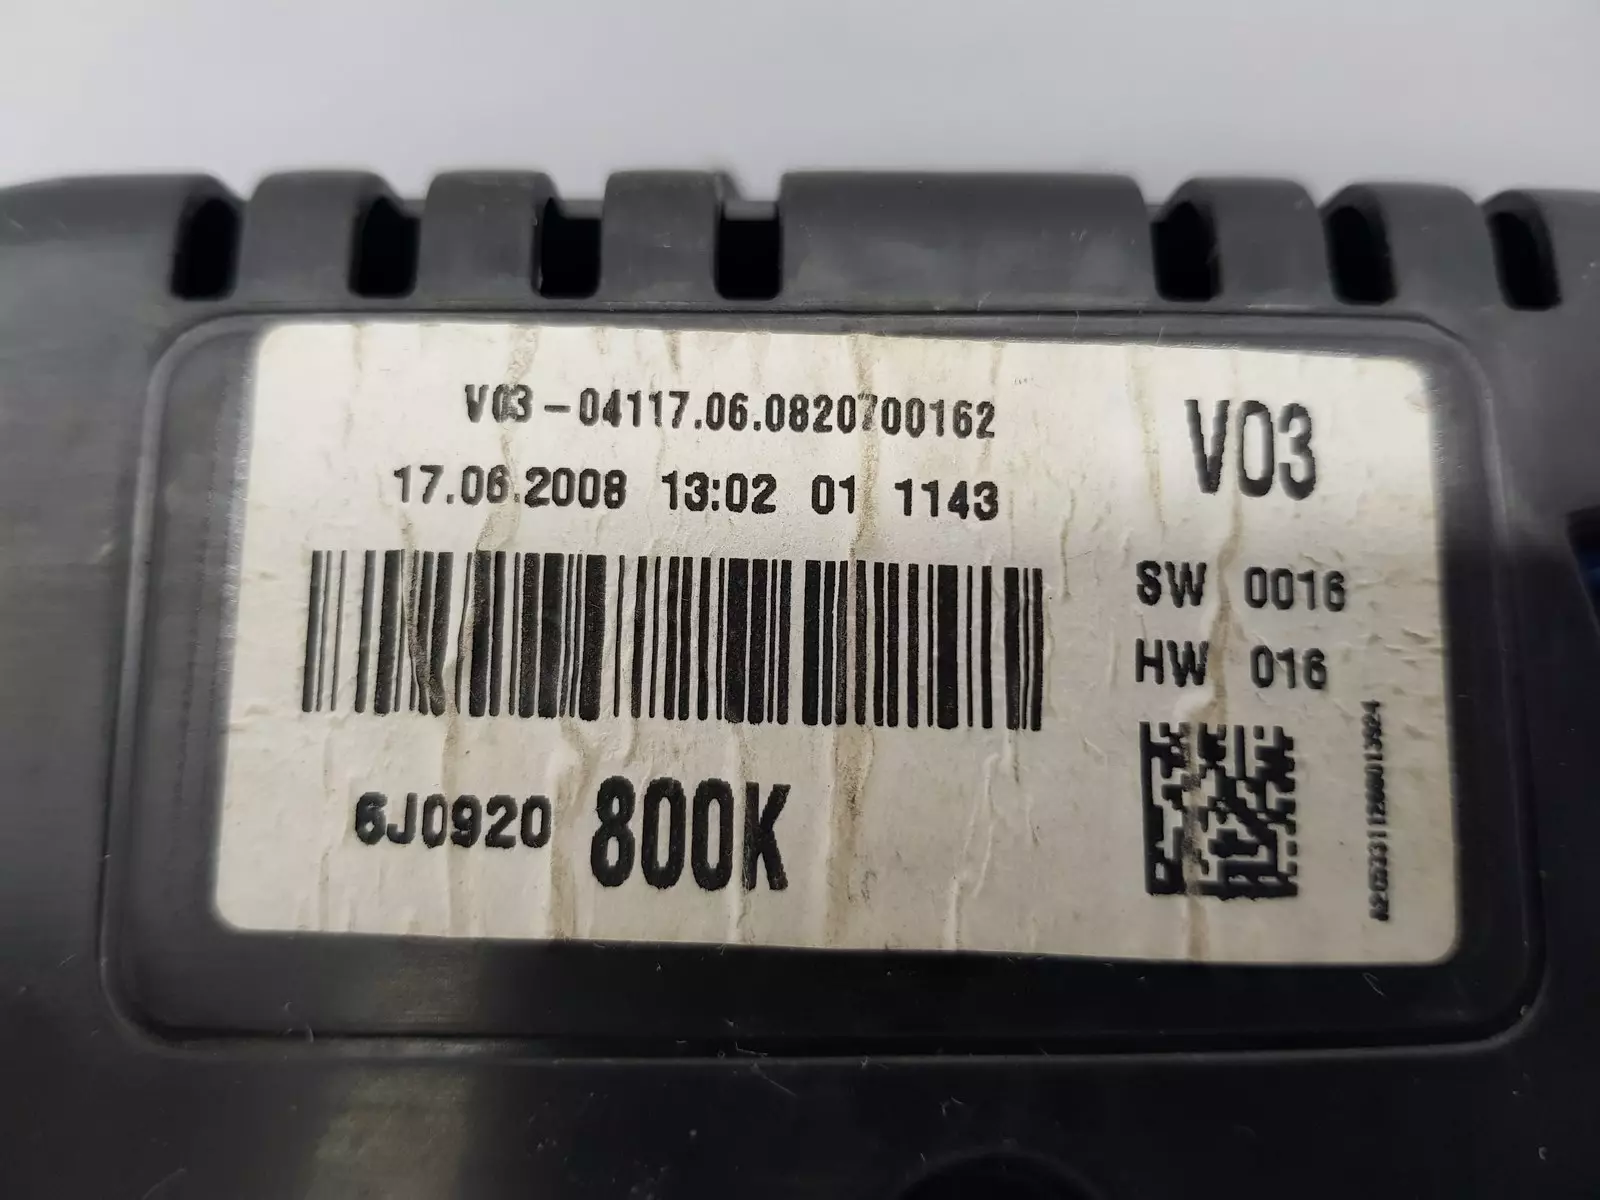 V03-04117.06.0820700162
17.06.2008 13:02 01 1143
V03
SW 0016
HW 016
6J0920 800K